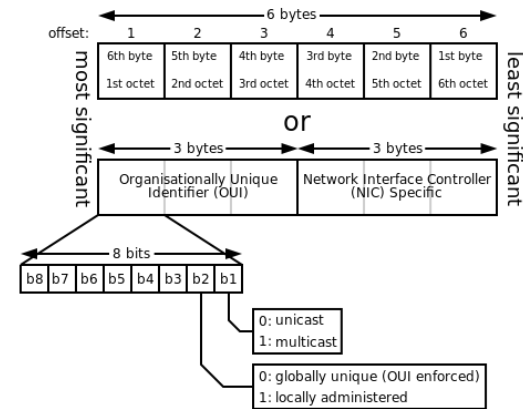 6 bytes
offset: 1 2 3 4 5 6
6th byte 5th byte 4th byte 3rd byte 2nd byte 1st byte
1st octet 2nd octet 3rd octet 4th octet 5th octet 6th octet
most significant
least significant
or
3 bytes 3 bytes
Organisationally Unique
Identifier (OUI)
Network Interface Controller
(NIC) Specific
8 bits
b8 b7 b6 b5 b4 b3 b2 b1
0: unicast
1: multicast
0: globally unique (OUI enforced)
1: locally administered